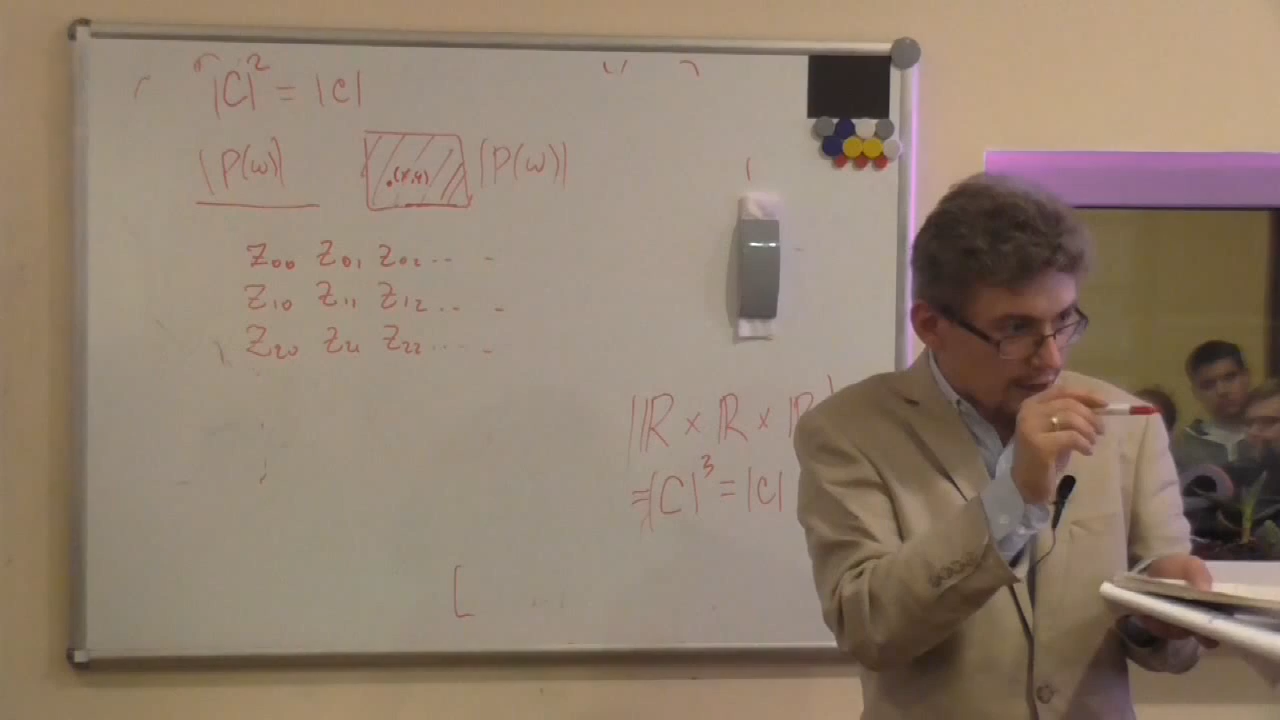 |C|² = |C|
|P(ω)| .(x,y) |P(ω)|
Z₀₀ Z₀₁ Z₀₂ ...
Z₁₀ Z₁₁ Z₁₂ ...
Z₂₀ Z₂₁ Z₂₂ ...
|ℝ × ℝ × ℝ|
=|C|³ = |C|